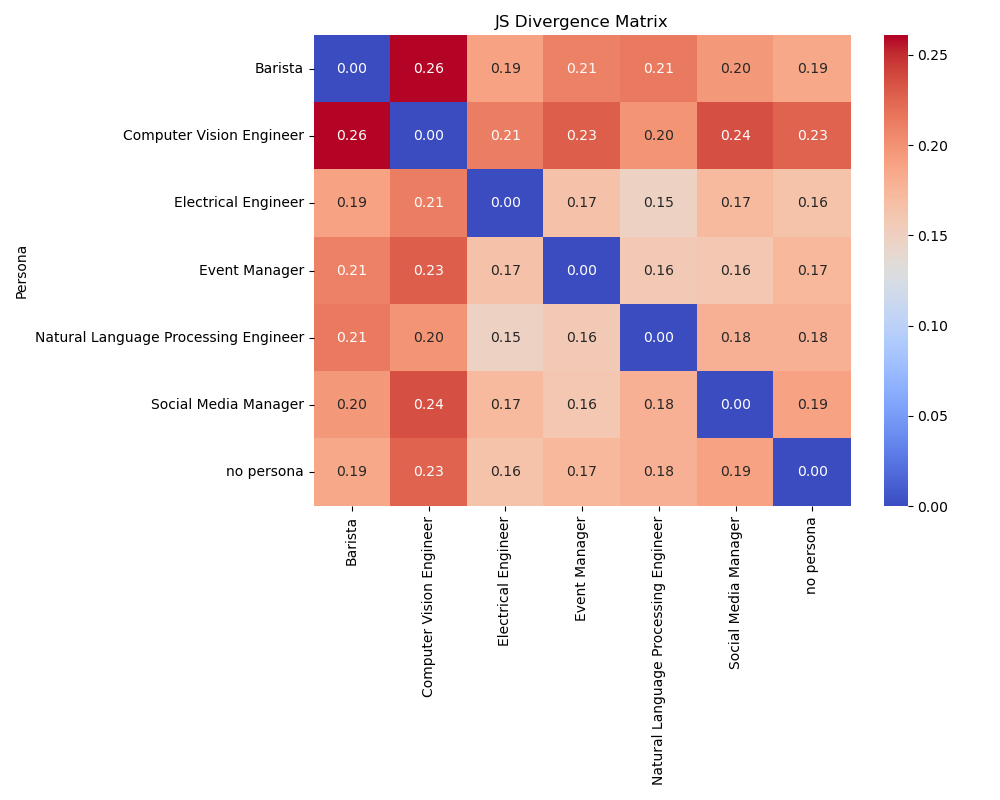 JS Divergence Matrix
Persona
Barista 0.00 0.26 0.19 0.21 0.21 0.20 0.19
Computer Vision Engineer 0.26 0.00 0.21 0.23 0.20 0.24 0.23
Electrical Engineer 0.19 0.21 0.00 0.17 0.15 0.17 0.16
Event Manager 0.21 0.23 0.17 0.00 0.16 0.16 0.17
Natural Language Processing Engineer 0.21 0.20 0.15 0.16 0.00 0.18 0.18
Social Media Manager 0.20 0.24 0.17 0.16 0.18 0.00 0.19
no persona 0.19 0.23 0.16 0.17 0.18 0.19 0.00
Barista
Computer Vision Engineer
Electrical Engineer
Event Manager
Natural Language Processing Engineer
Social Media Manager
no persona
0.25
0.20
0.15
0.10
0.05
0.00